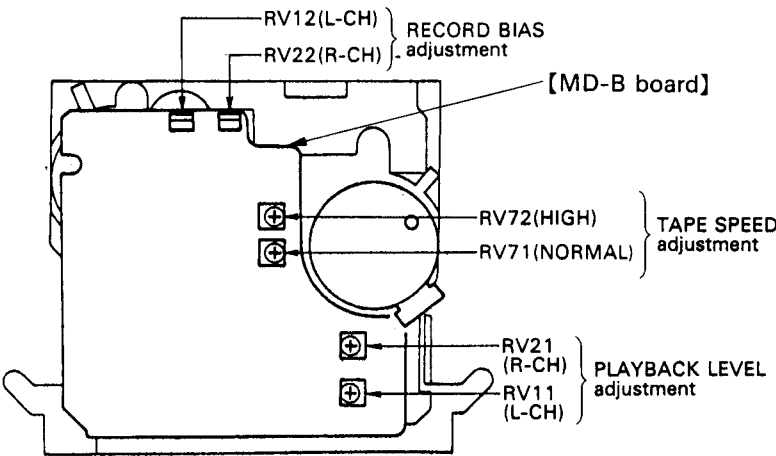 RV12(L-CH)
RV22(R-CH)
RECORD BIAS
adjustment
【MD-B board】
RV72(HIGH)
RV71(NORMAL)
TAPE SPEED
adjustment
RV21
(R-CH)
RV11
(L-CH)
PLAYBACK LEVEL
adjustment